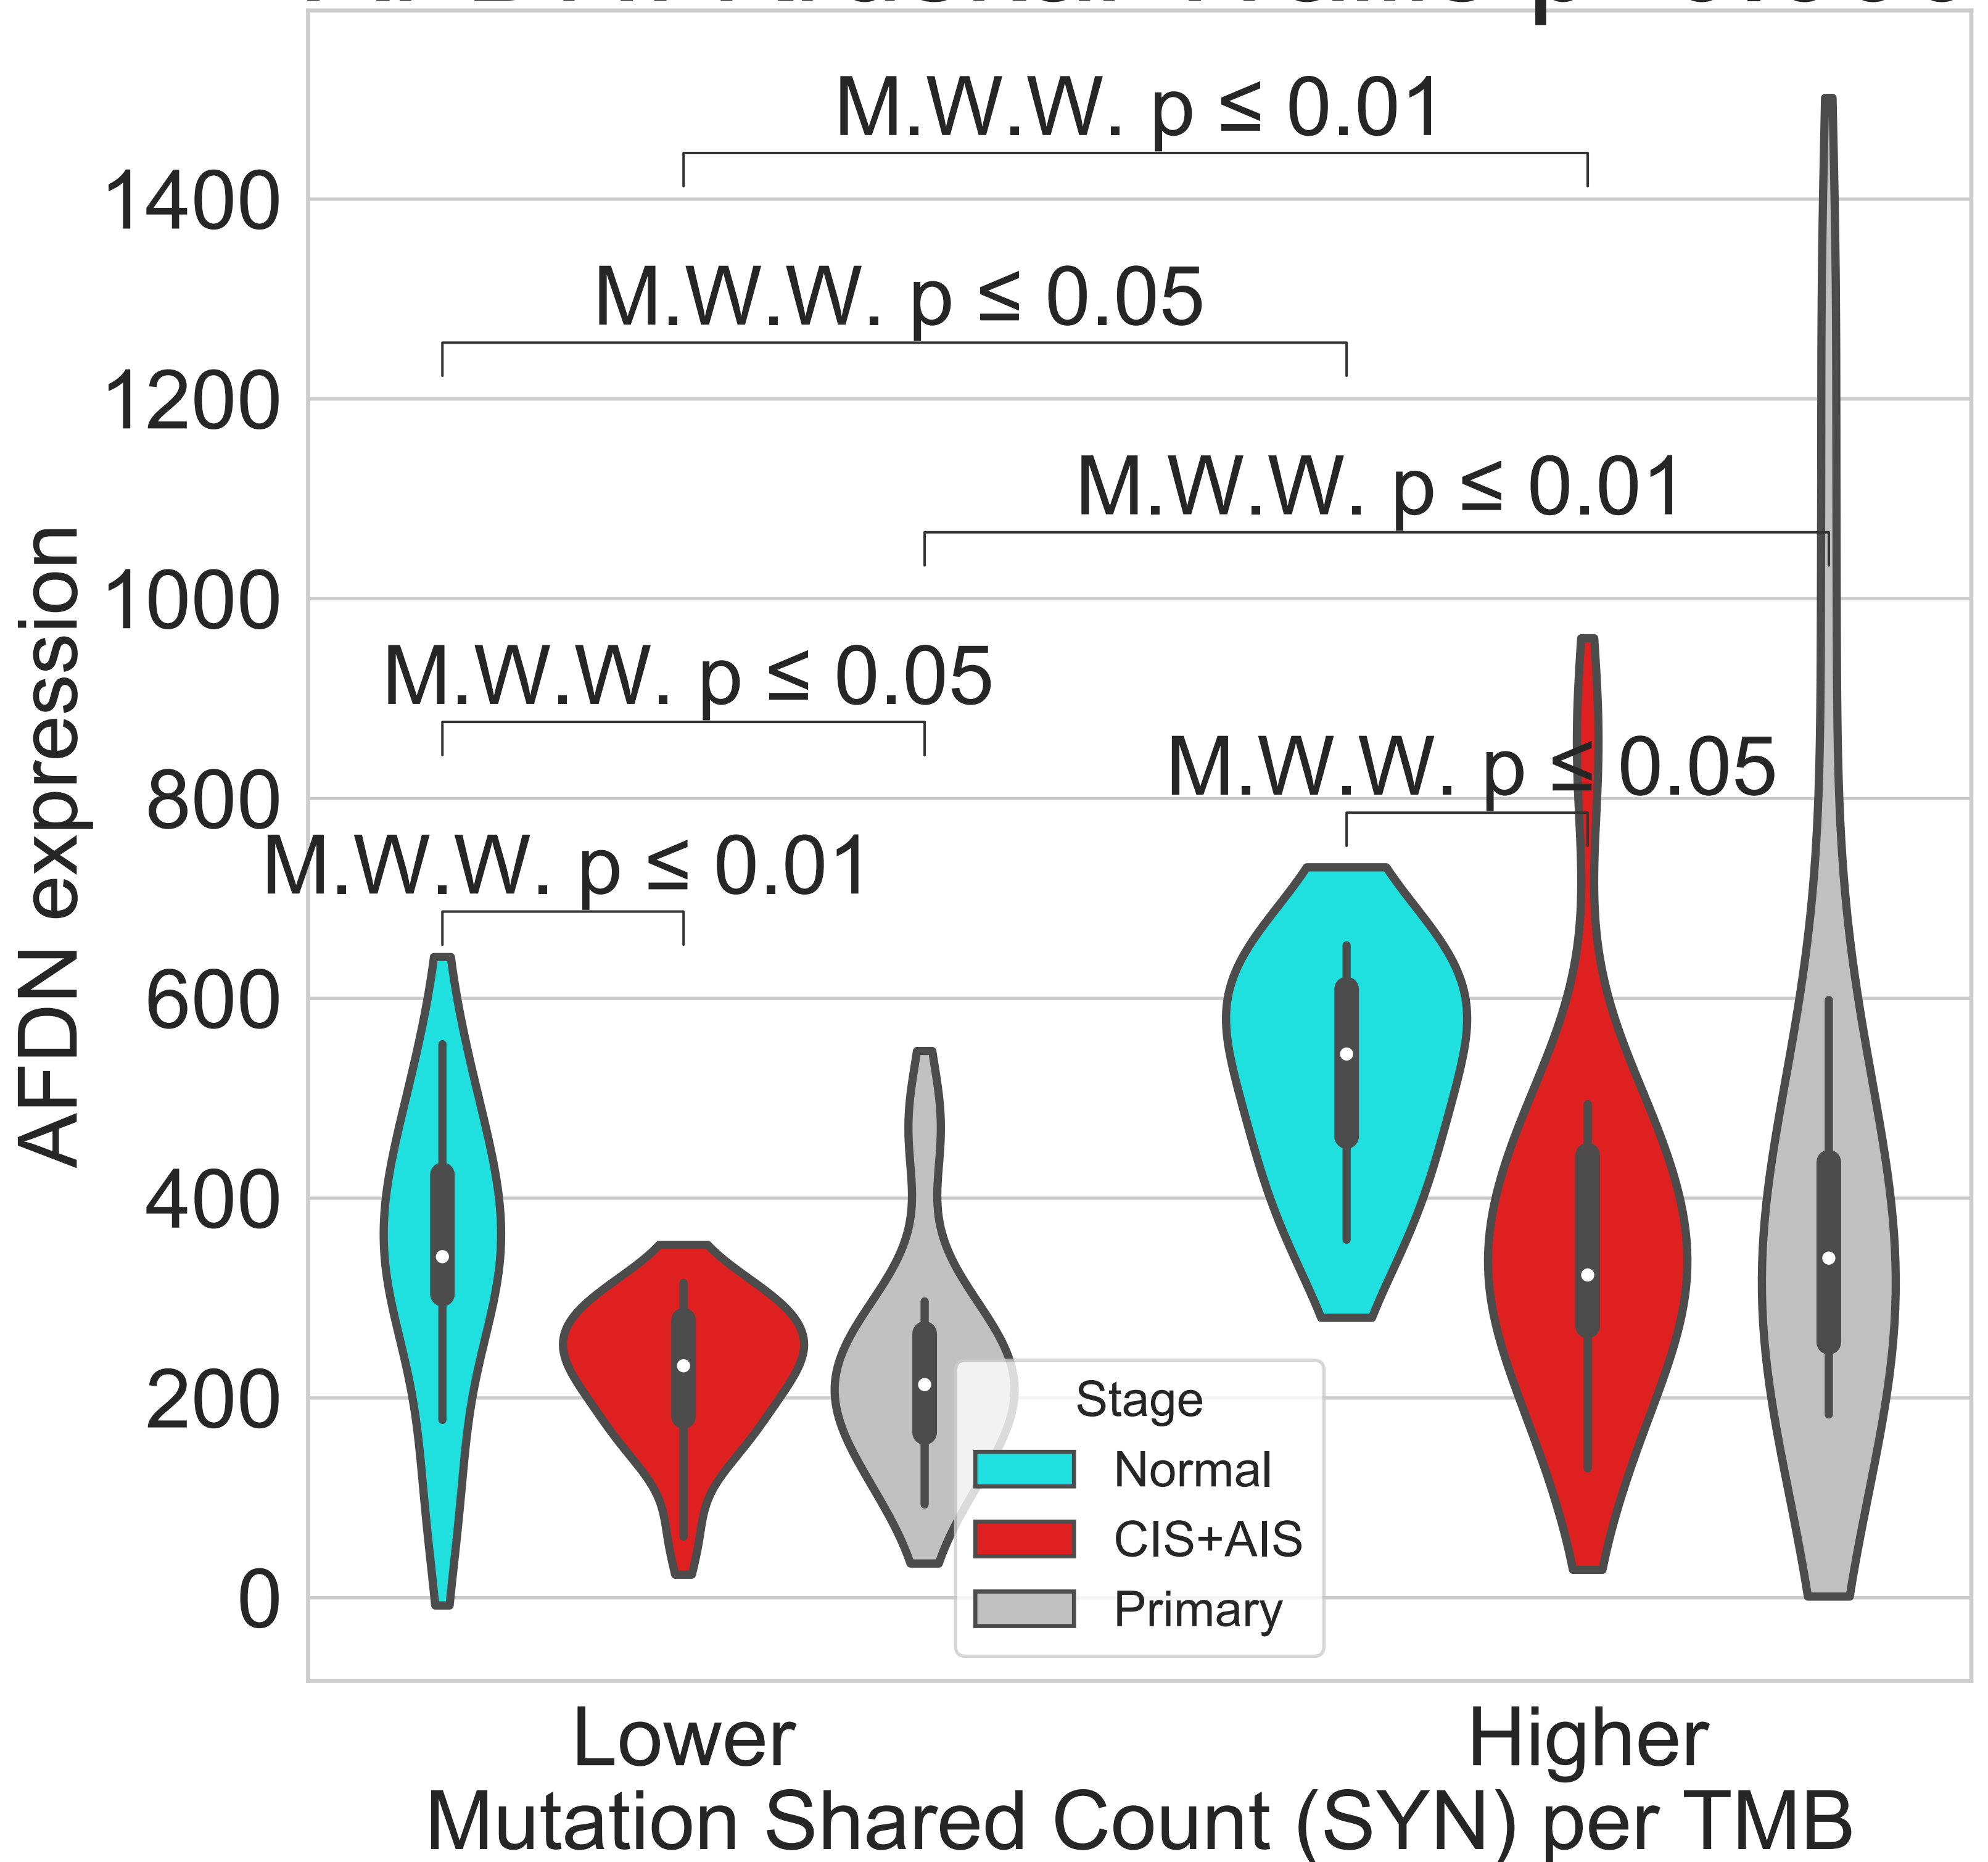 M.W.W. p ≤ 0.01
1400
M.W.W. p ≤ 0.05
1200
M.W.W. p ≤ 0.01
1000
M.W.W. p ≤ 0.05
M.W.W. p ≤ 0.05
800
M.W.W. p ≤ 0.01
600
400
200
0
AFDN expression
Stage
Normal
CIS+AIS
Primary
Lower
Higher
Mutation Shared Count (SYN) per TMB